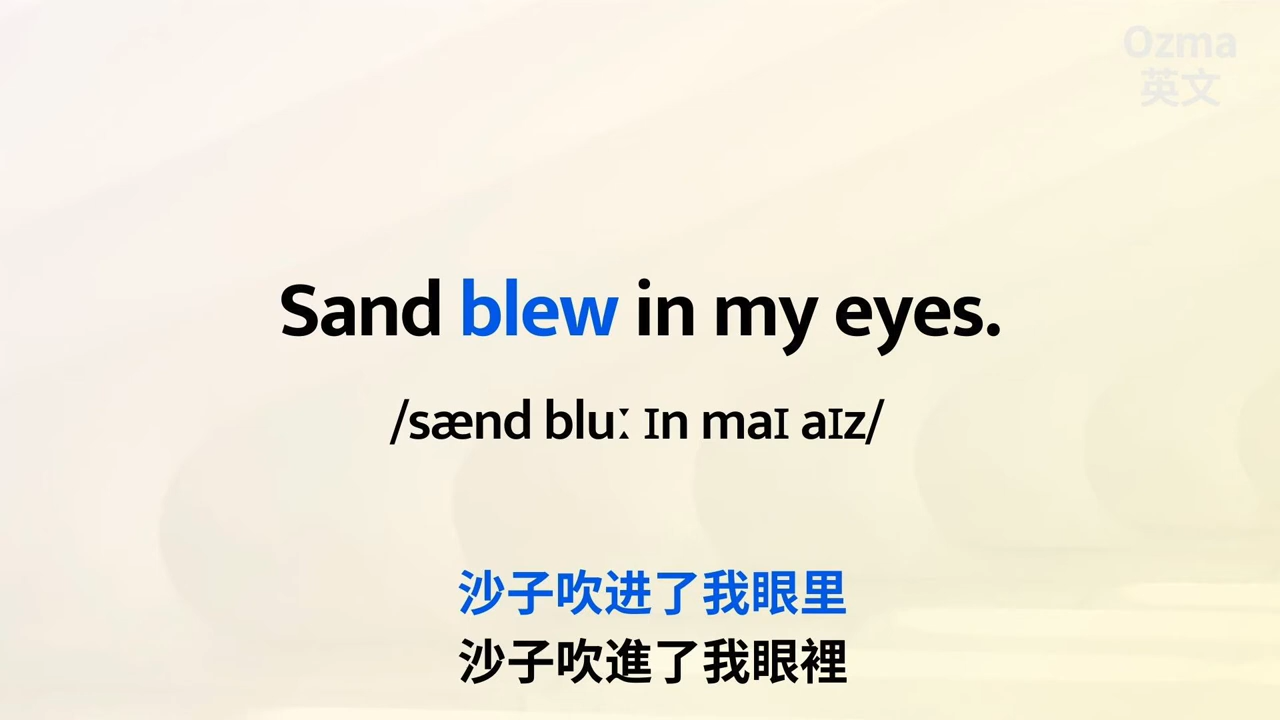 Ozma
英文
Sand blew in my eyes.
/sænd bluː ɪn maɪ aɪz/
沙子吹进了我眼里
沙子吹進了我眼裡